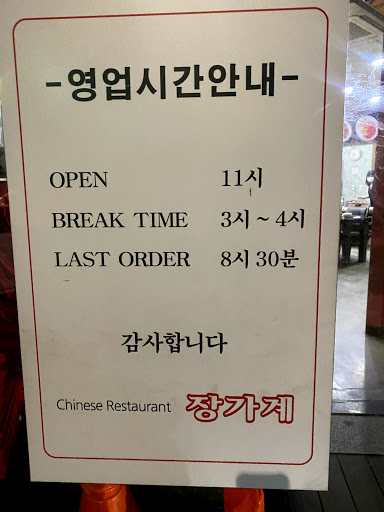 -영업시간안내-
OPEN 11시
BREAK TIME 3시 ~ 4시
LAST ORDER 8시 30분
감사합니다
Chinese Restaurant 장가계